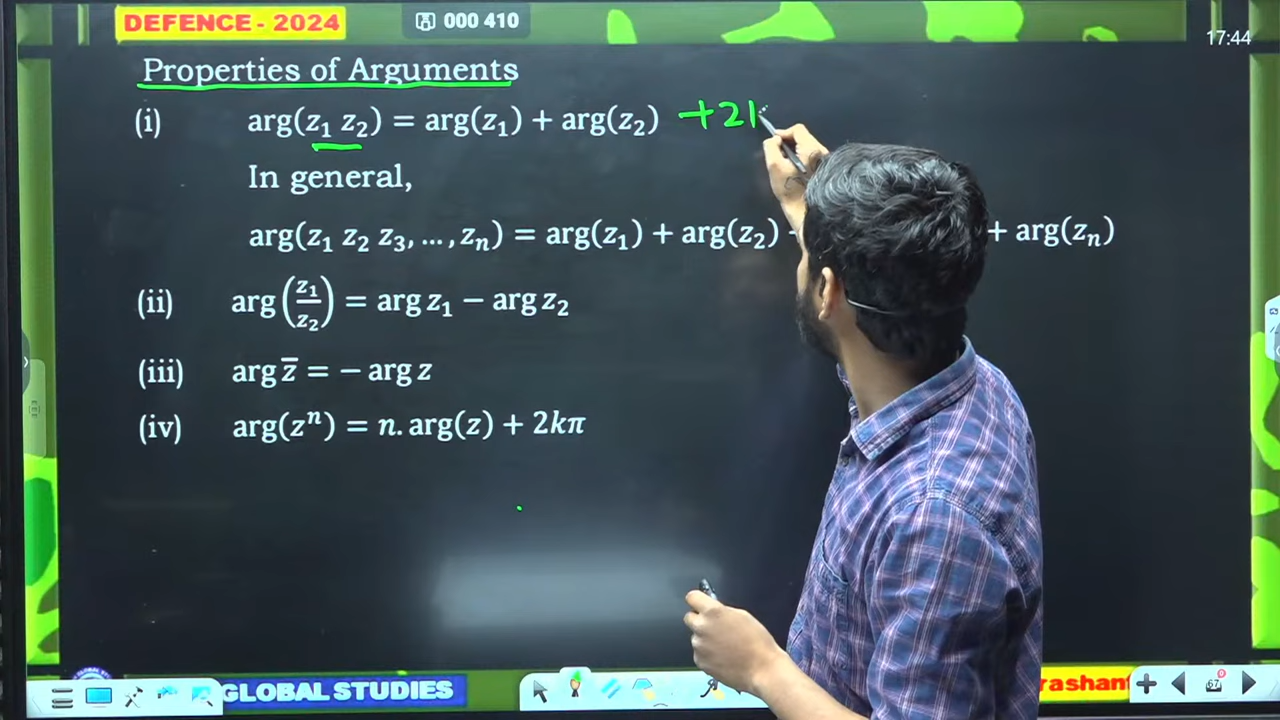 DEFENCE - 2024
000 410
17:44
Properties of Arguments
(i) arg(z₁ z₂) = arg(z₁) + arg(z₂) +2
In general,
arg(z₁ z₂ z₃, …, zₙ) = arg(z₁) + arg(z₂) + arg(zₙ)
(ii) arg (z₁/z₂) = arg z₁ − arg z₂
(iii) arg z̅ = − arg z
(iv) arg(zⁿ) = n. arg(z) + 2kπ
GLOBAL STUDIES
67